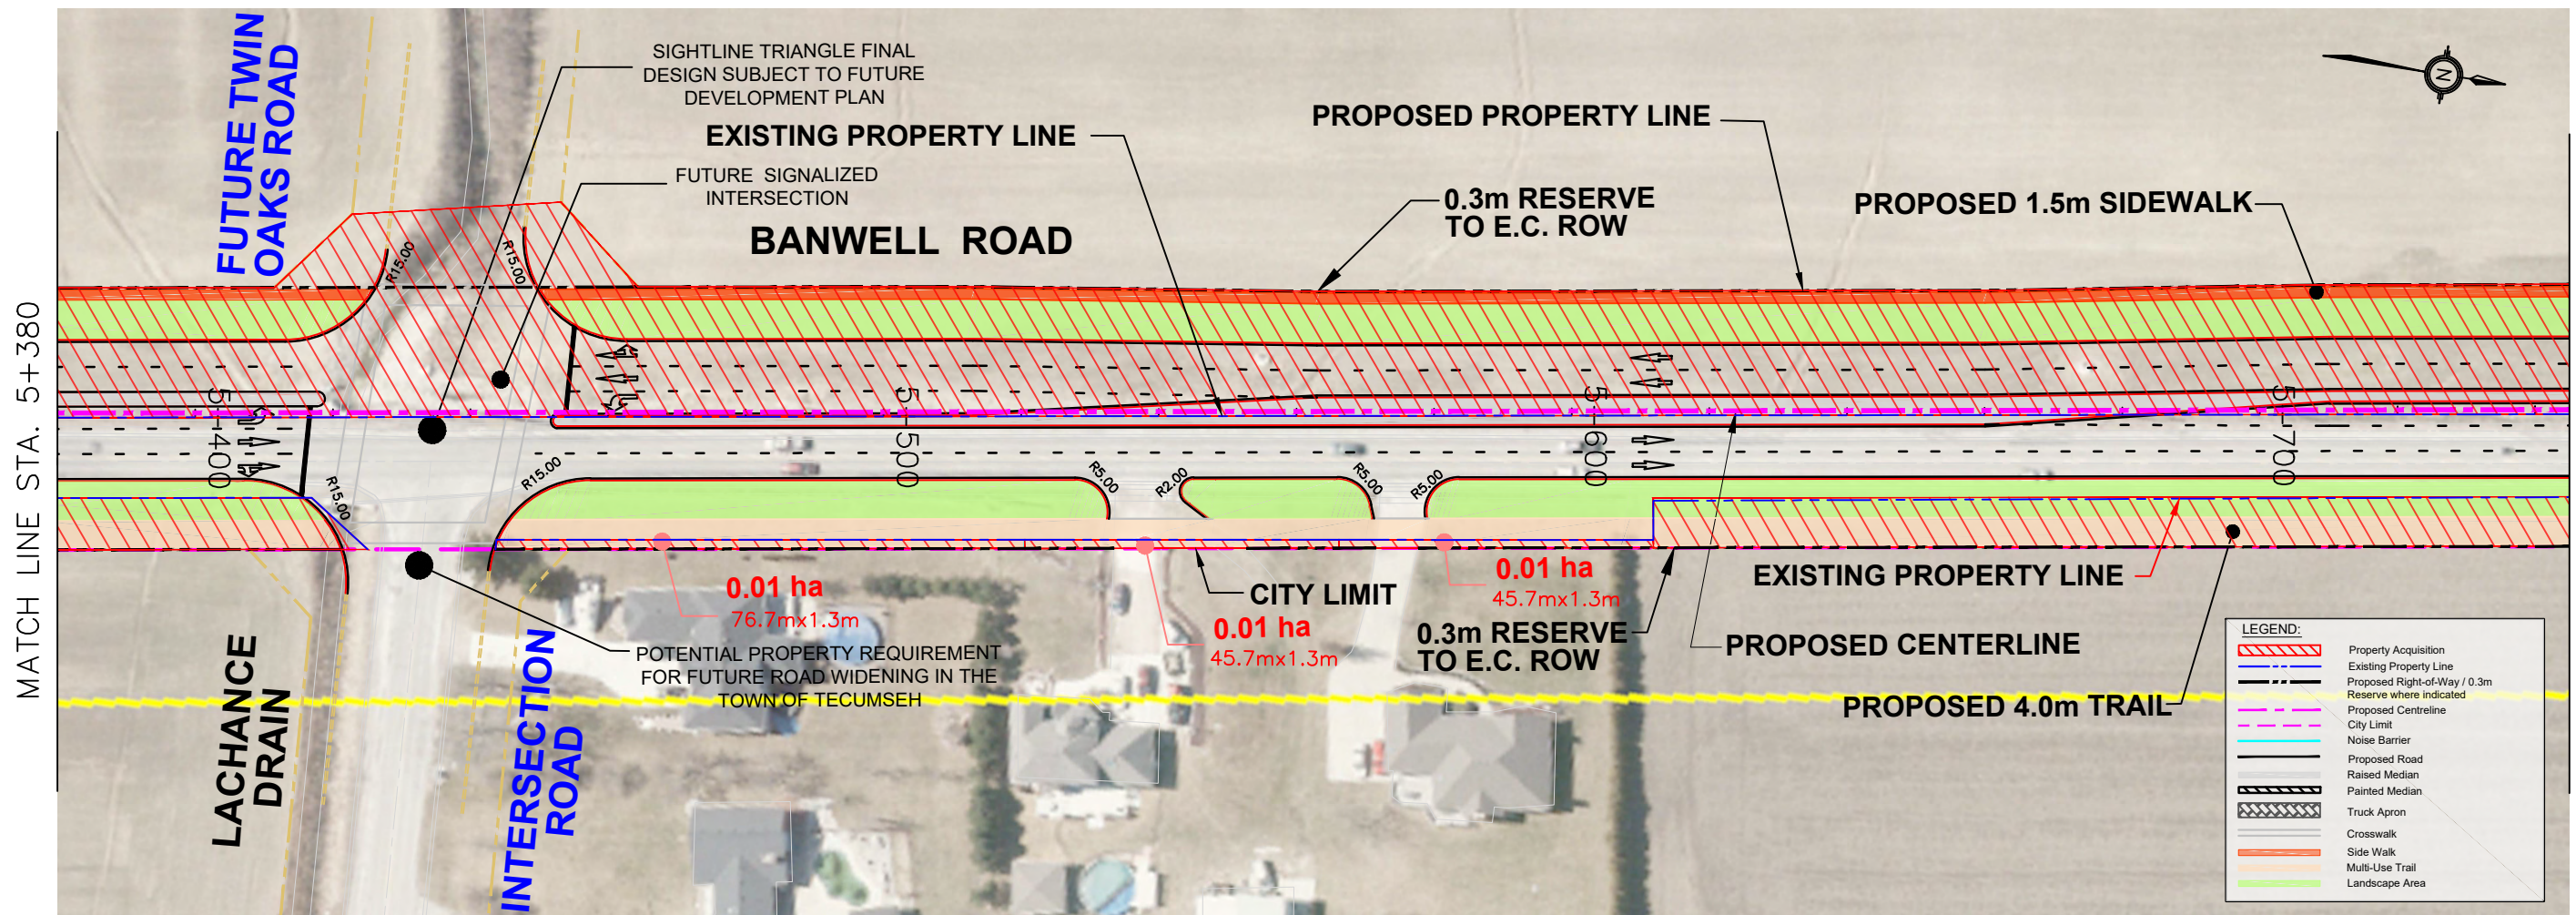 MATCH LINE STA. 5+380
FUTURE TWIN
OAKS ROAD
SIGHTLINE TRIANGLE FINAL
DESIGN SUBJECT TO FUTURE
DEVELOPMENT PLAN
EXISTING PROPERTY LINE
FUTURE SIGNALIZED
INTERSECTION
BANWELL ROAD
PROPOSED PROPERTY LINE
0.3m RESERVE
TO E.C. ROW
PROPOSED 1.5m SIDEWALK
N
R15.00
R15.00
5+400
5+500
5+600
5+700
R15.00
R15.00
R5.00
R2.00
R5.00
R5.00
0.01 ha
76.7mx1.3m
0.01 ha
45.7mx1.3m
0.01 ha
45.7mx1.3m
CITY LIMIT
0.3m RESERVE
TO E.C. ROW
EXISTING PROPERTY LINE
PROPOSED CENTERLINE
PROPOSED 4.0m TRAIL
POTENTIAL PROPERTY REQUIREMENT
FOR FUTURE ROAD WIDENING IN THE
TOWN OF TECUMSEH
LACHANCE
DRAIN
INTERSECTION
ROAD
LEGEND:
Property Acquisition
Existing Property Line
Proposed Right-of-Way / 0.3m
Reserve where indicated
Proposed Centreline
City Limit
Noise Barrier
Proposed Road
Raised Median
Painted Median
Truck Apron
Crosswalk
Side Walk
Multi-Use Trail
Landscape Area